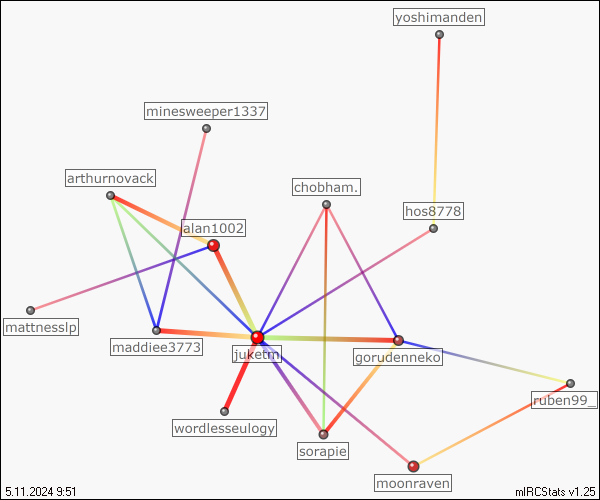 yoshimanden
minesweeper1337
arthurnovack
chobham.
hos8778
alan1002
mattnesslp
maddiee3773
juketm
gorudenneko
ruben99_
wordlesseulogy
sorapie
moonraven
5.11.2024 9:51
mIRCStats v1.25